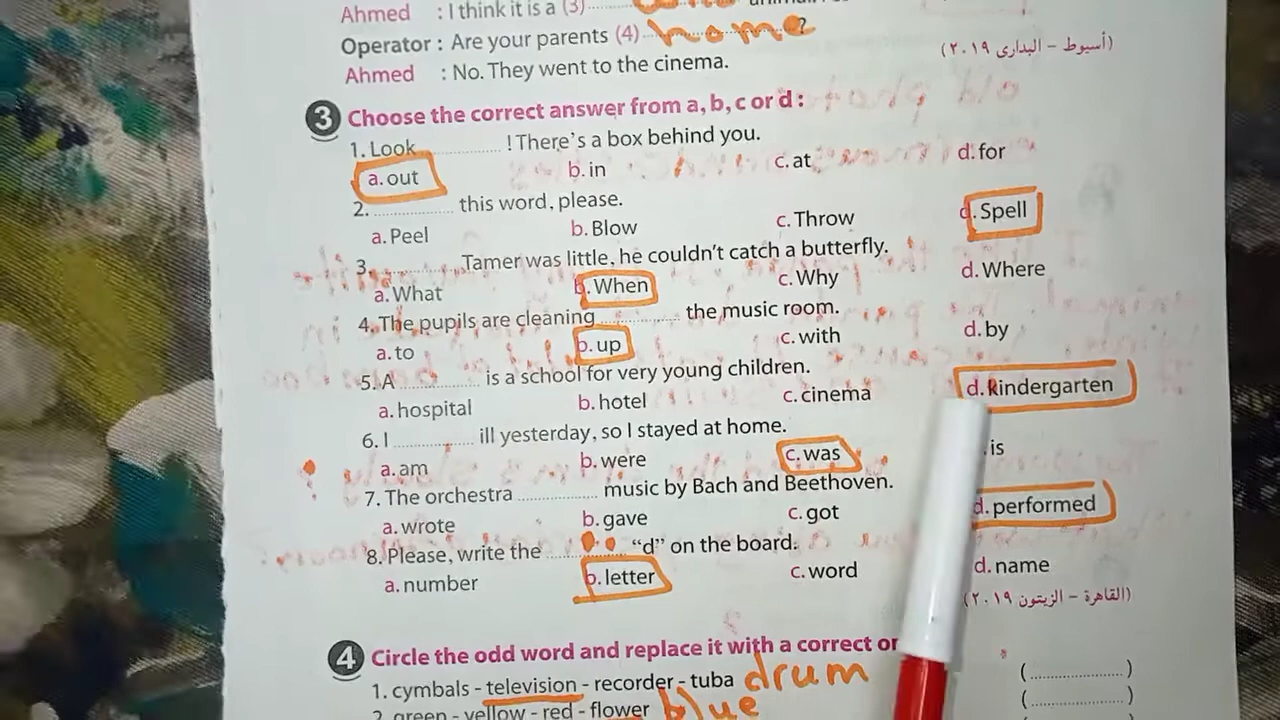 Ahmed : I think it is a (3)
Operator : Are your parents (4) home ?
Ahmed : No. They went to the cinema.
(أسيوط – البدارى ٢٠١٩)
3 Choose the correct answer from a, b, c or d :
1. Look .............. ! There's a box behind you.
a. out b. in c. at d. for
2. .............. this word, please.
a. Peel b. Blow c. Throw d. Spell
3. .............. Tamer was little, he couldn't catch a butterfly.
a. What b. When c. Why d. Where
4. The pupils are cleaning .............. the music room.
a. to b. up c. with d. by
5. A .............. is a school for very young children.
a. hospital b. hotel c. cinema d. kindergarten
6. I .............. ill yesterday, so I stayed at home.
a. am b. were c. was . is
7. The orchestra .............. music by Bach and Beethoven.
a. wrote b. gave c. got d. performed
8. Please, write the .............. "d" on the board.
a. number b. letter c. word d. name
(القاهرة – الزيتون ٢٠١٩)
4 Circle the odd word and replace it with a correct or
1. cymbals - television - recorder - tuba drum (..............)
2. green - yellow - red - flower blue (..............)